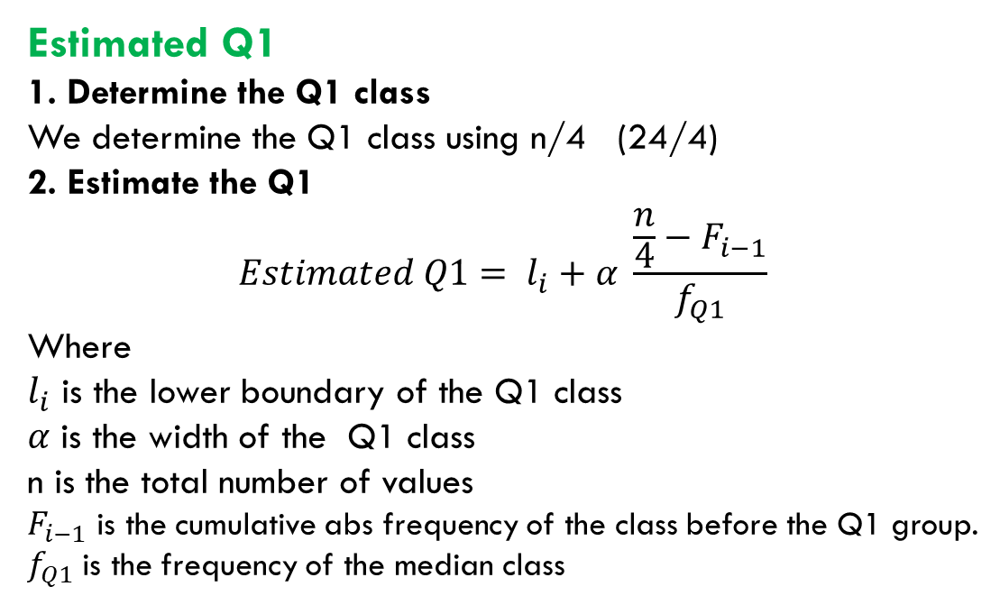 Estimated Q1
1. Determine the Q1 class
We determine the Q1 class using n/4 (24/4)
2. Estimate the Q1
$Estimated\ Q1 = l_i + \alpha \frac{\frac{n}{4} - F_{i-1}}{f_{Q1}}$
Where
$l_i$ is the lower boundary of the Q1 class
$\alpha$ is the width of the Q1 class
n is the total number of values
$F_{i-1}$ is the cumulative abs frequency of the class before the Q1 group.
$f_{Q1}$ is the frequency of the median class